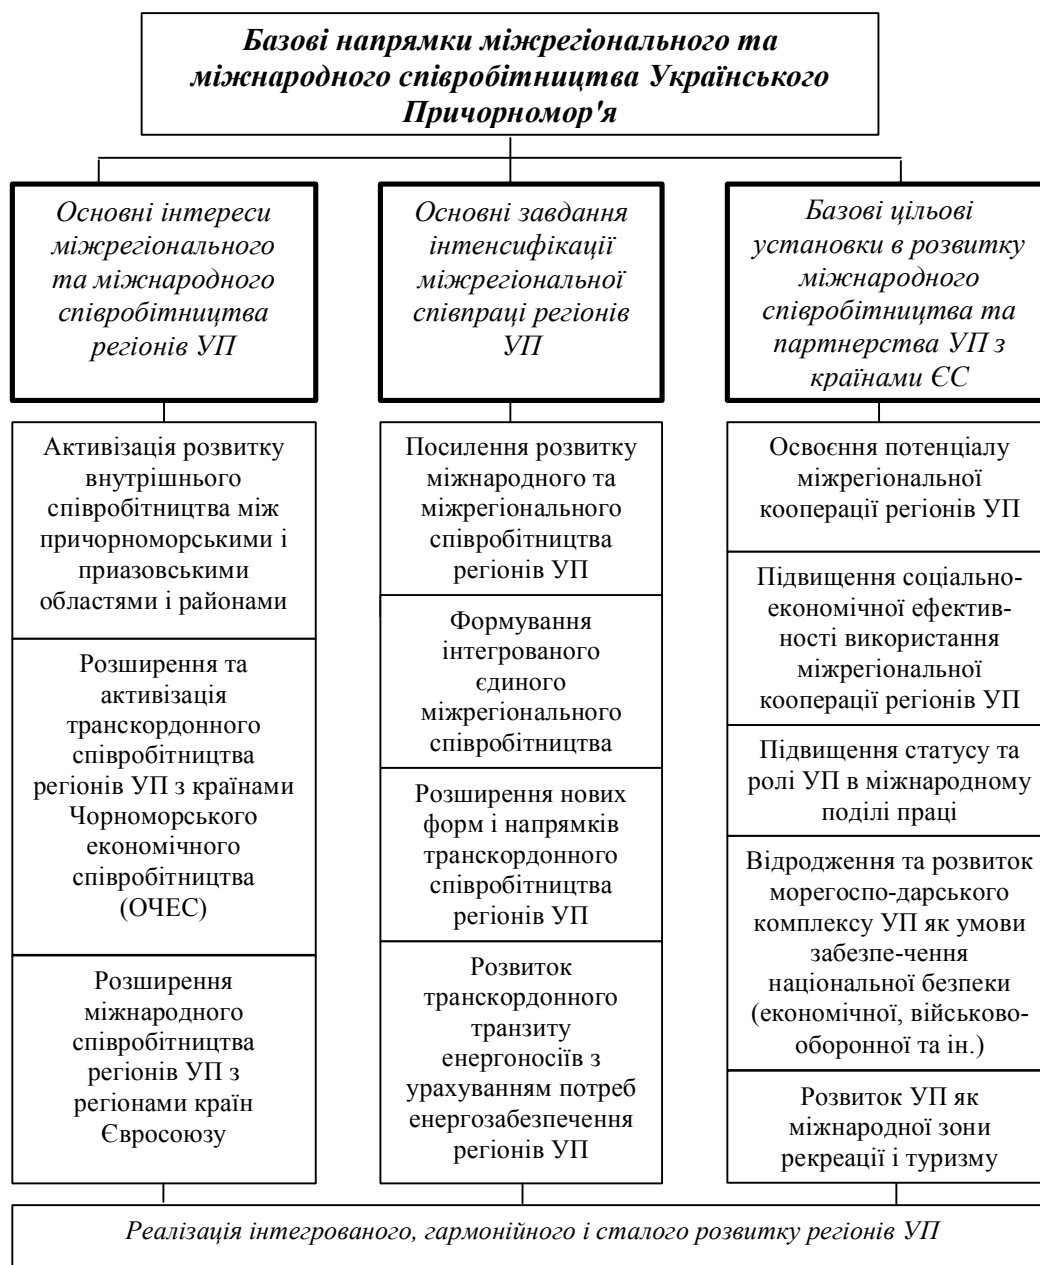 Базові напрямки міжрегіонального та
міжнародного співробітництва Українського
Причорномор'я
Основні інтереси
міжрегіонального
та міжнародного
співробітництва
регіонів УП
Основні завдання
інтенсифікації
міжрегіональної
співпраці регіонів
УП
Базові цільові
установки в розвитку
міжнародного
співробітництва та
партнерства УП з
країнами ЄС
Активізація розвитку
внутрішнього
співробітництва між
причорноморськими і
приазовськими
областями і районами
Розширення та
активізація
транскордонного
співробітництва
регіонів УП з країнами
Чорноморського
економічного
співробітництва
(ОЧЕС)
Розширення
міжнародного
співробітництва
регіонів УП з
регіонами країн
Євросоюзу
Посилення розвитку
міжнародного та
міжрегіонального
співробітництва
регіонів УП
Формування
інтегрованого
єдиного
міжрегіонального
співробітництва
Розширення нових
форм і напрямків
транскордонного
співробітництва
регіонів УП
Розвиток
транскордонного
транзиту
енергоносіїв з
урахуванням потреб
енергозабезпечення
регіонів УП
Освоєння потенціалу
міжрегіональної
кооперації регіонів УП
Підвищення соціально-
економічної ефектив-
ності використання
міжрегіональної
кооперації регіонів УП
Підвищення статусу та
ролі УП в міжнародному
поділі праці
Відродження та розвиток
морегоспо-дарського
комплексу УП як умови
забезпе-чення
національної безпеки
(економічної, військово-
оборонної та ін.)
Розвиток УП як
міжнародної зони
рекреації і туризму
Реалізація інтегрованого, гармонійного і сталого розвитку регіонів УП